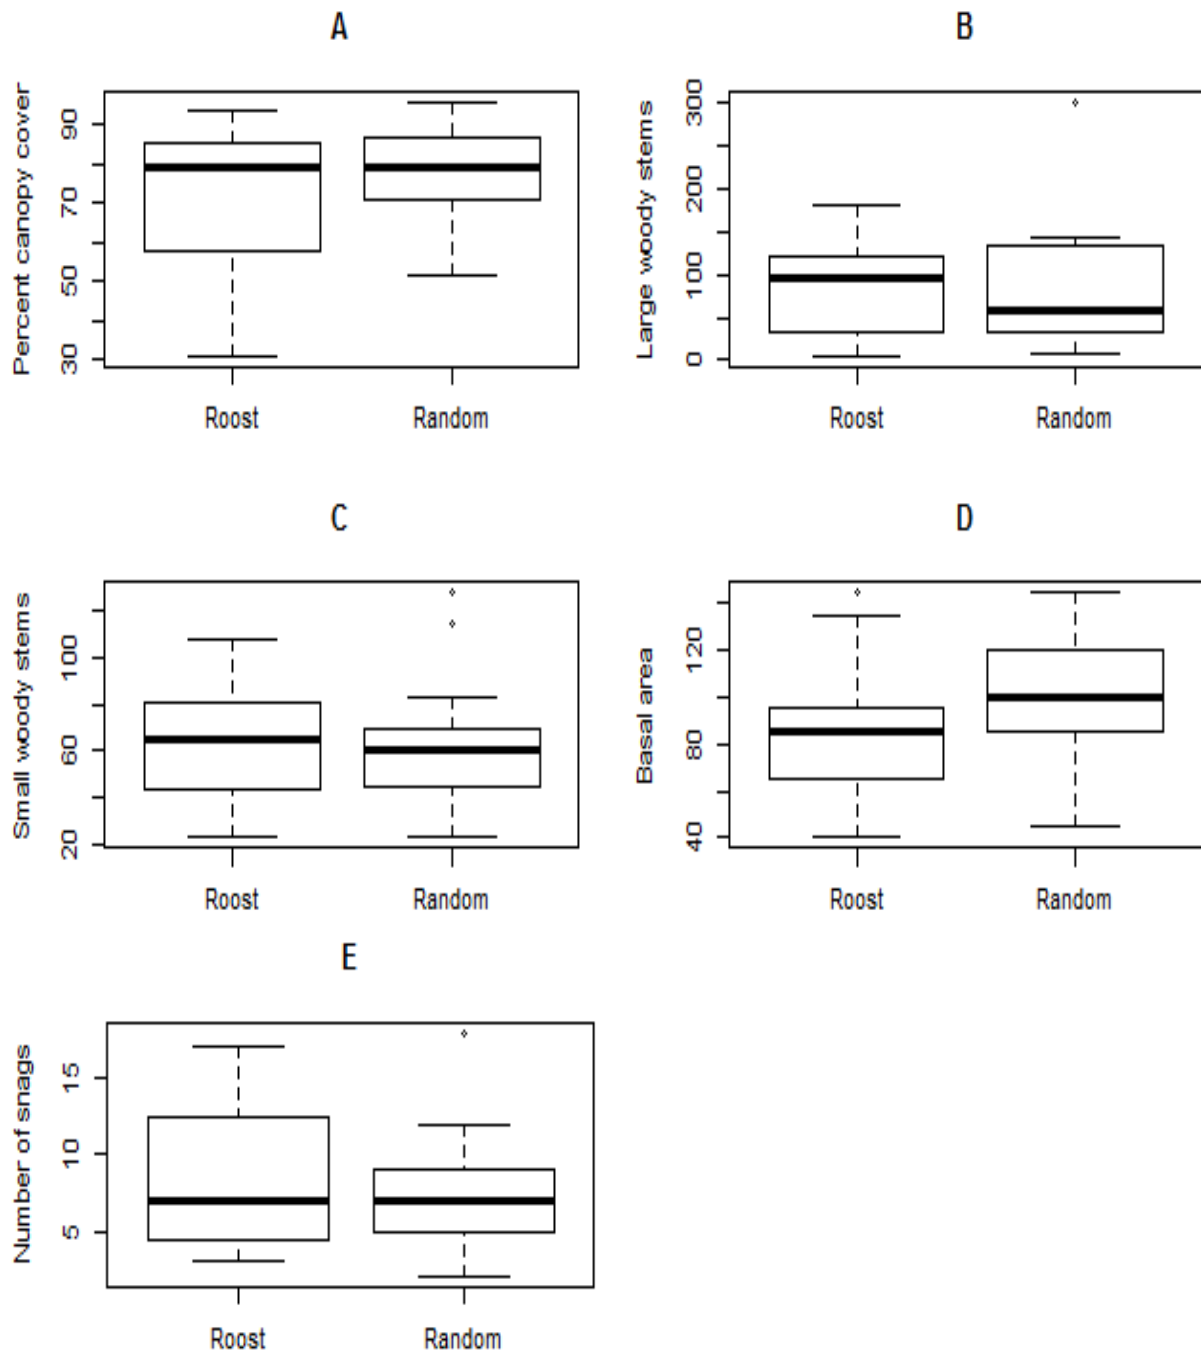 A
Percent canopy cover
90
70
50
30
Roost Random
B
Large woody stems
300
200
100
0
Roost Random
C
Small woody stems
100
60
20
Roost Random
D
Basal area
120
80
40
Roost Random
E
Number of snags
15
10
5
Roost Random